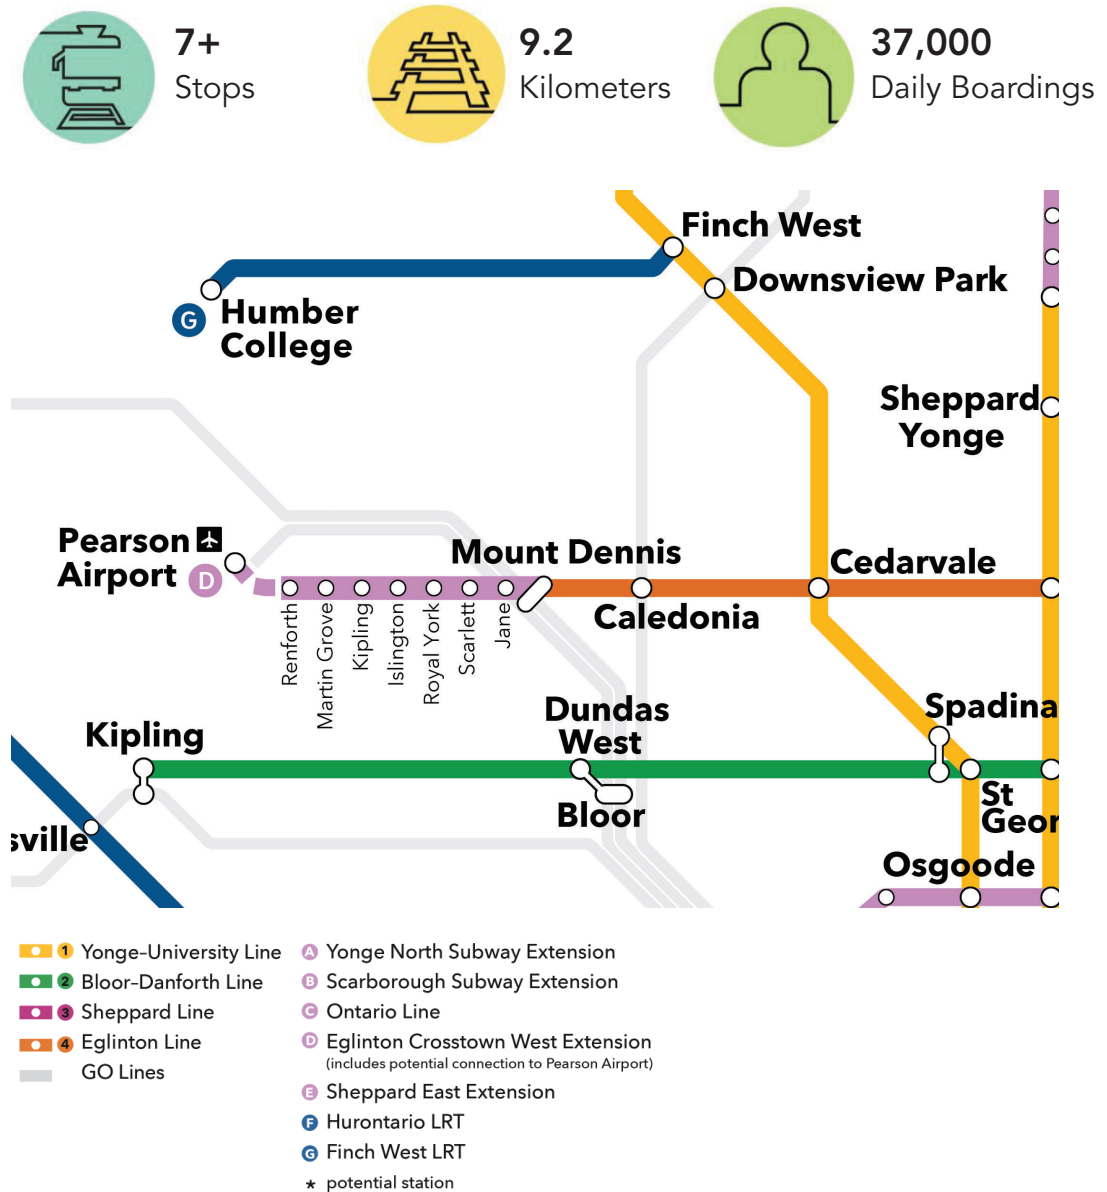 7+
Stops
9.2
Kilometers
37,000
Daily Boardings
Finch West
Downsview Park
Humber
College
G
Sheppard
Yonge
Pearson
Airport
D
Mount Dennis
Cedarvale
Caledonia
Renforth
Martin Grove
Kipling
Islington
Royal York
Scarlett
Jane
Spadina
Dundas
West
Kipling
Bloor
St
Geor
sville
Osgoode
1 Yonge–University Line
2 Bloor–Danforth Line
3 Sheppard Line
4 Eglinton Line
GO Lines
A Yonge North Subway Extension
B Scarborough Subway Extension
C Ontario Line
D Eglinton Crosstown West Extension
(includes potential connection to Pearson Airport)
E Sheppard East Extension
F Hurontario LRT
G Finch West LRT
★ potential station